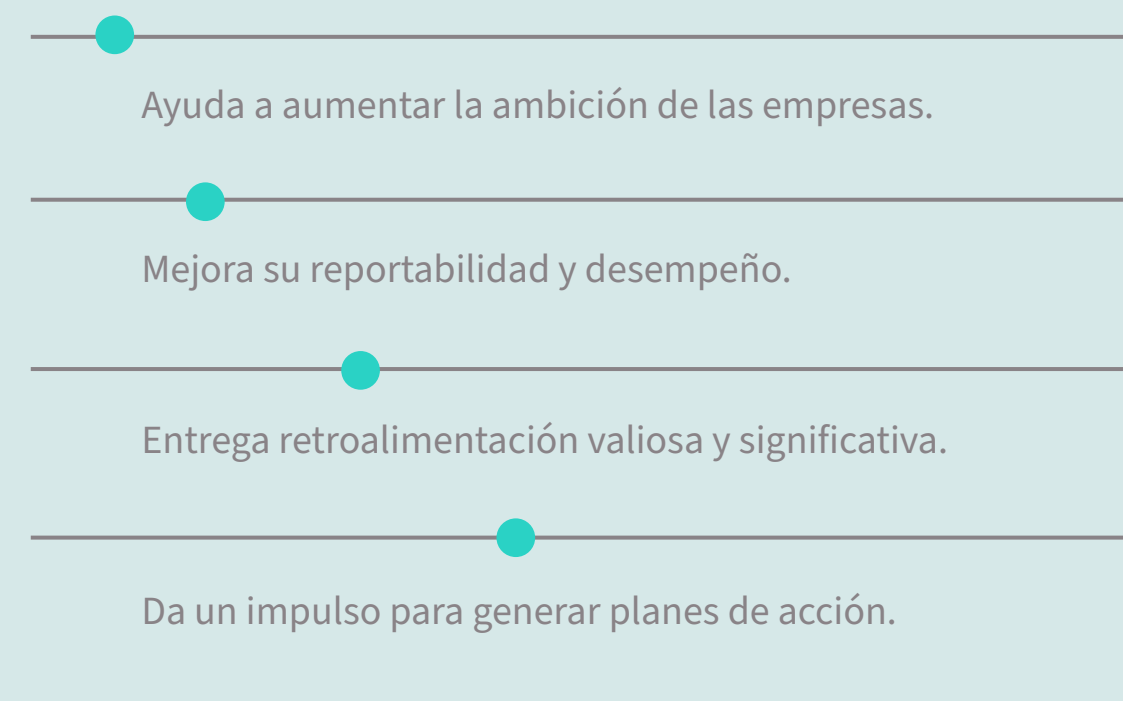 Ayuda a aumentar la ambición de las empresas.
Mejora su reportabilidad y desempeño.
Entrega retroalimentación valiosa y significativa.
Da un impulso para generar planes de acción.